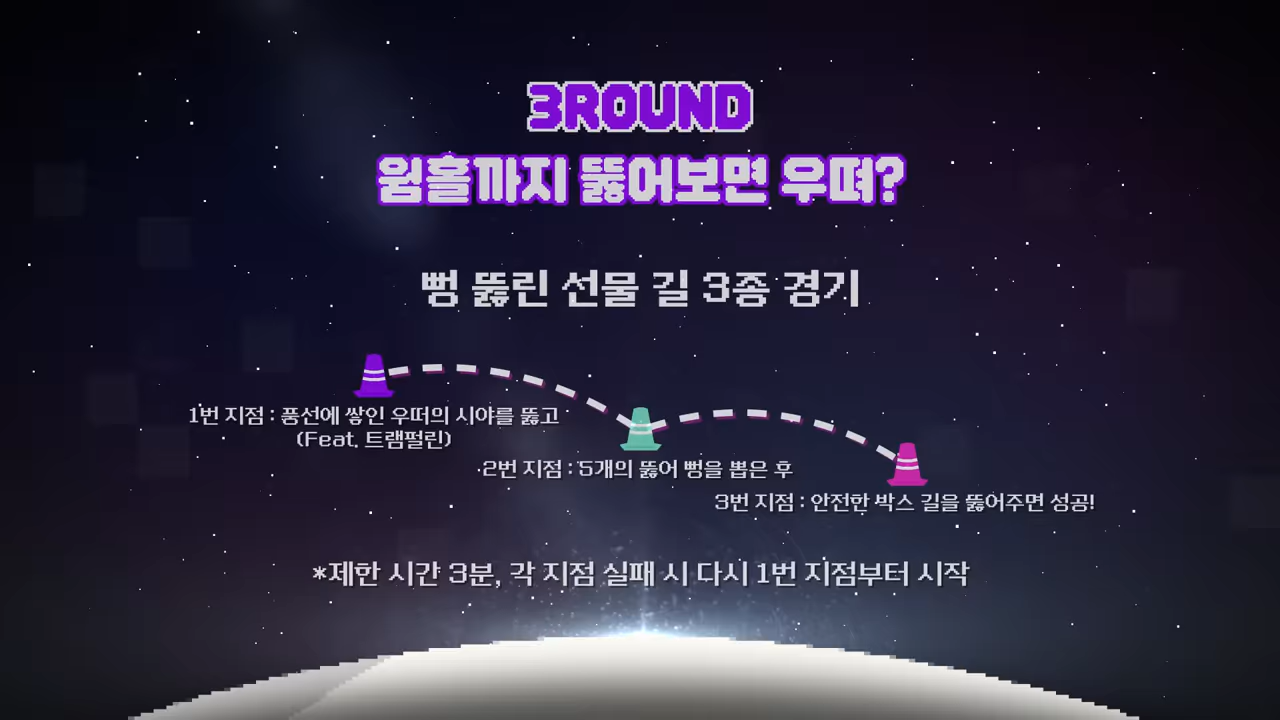 3ROUND
웜홀까지 뚫어보면 우뗘?
뻥 뚫린 선물 길 3종 경기
1번 지점 : 풍선에 쌓인 우떠의 시야를 뚫고
(Feat. 트램펄린)
2번 지점 : 5개의 뚫어 뻥을 뽑은 후
3번 지점 : 안전한 박스 길을 뚫어주면 성공!
*제한 시간 3분, 각 지점 실패 시 다시 1번 지점부터 시작